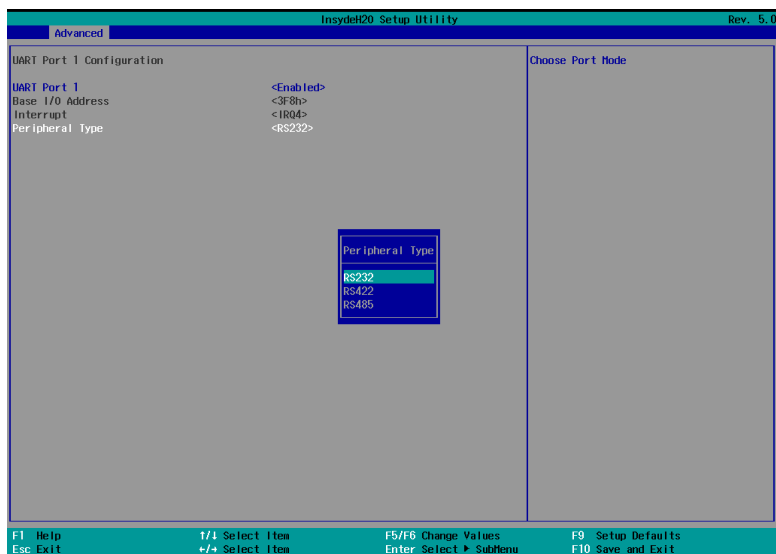 InsydeH2O Setup Utility Rev. 5.0
Advanced
UART Port 1 Configuration
Choose Port Mode
UART Port 1 <Enabled>
Base I/O Address <3F8h>
Interrupt <IRQ4>
Peripheral Type <RS232>
Peripheral Type
RS232
RS422
RS485
F1 Help ↑/↓ Select Item F5/F6 Change Values F9 Setup Defaults
Esc Exit ←/→ Select Item Enter Select ▶ SubMenu F10 Save and Exit